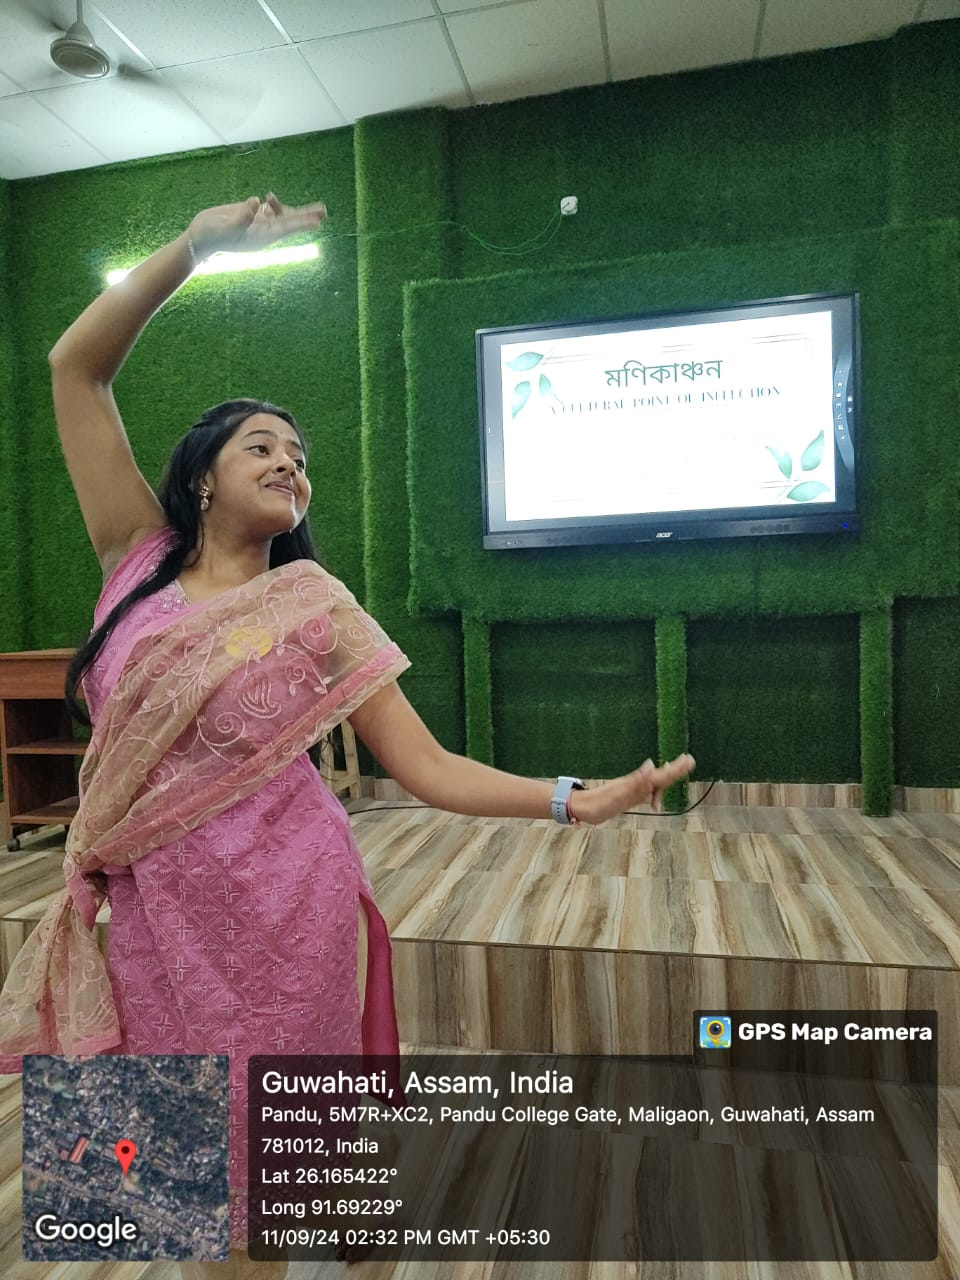 মণিকাঞ্চন
A CULTURAL POINT OF INFLECTION
acer
GPS Map Camera
Guwahati, Assam, India
Pandu, 5M7R+XC2, Pandu College Gate, Maligaon, Guwahati, Assam
781012, India
Lat 26.165422°
Long 91.69229°
11/09/24 02:32 PM GMT +05:30
Google